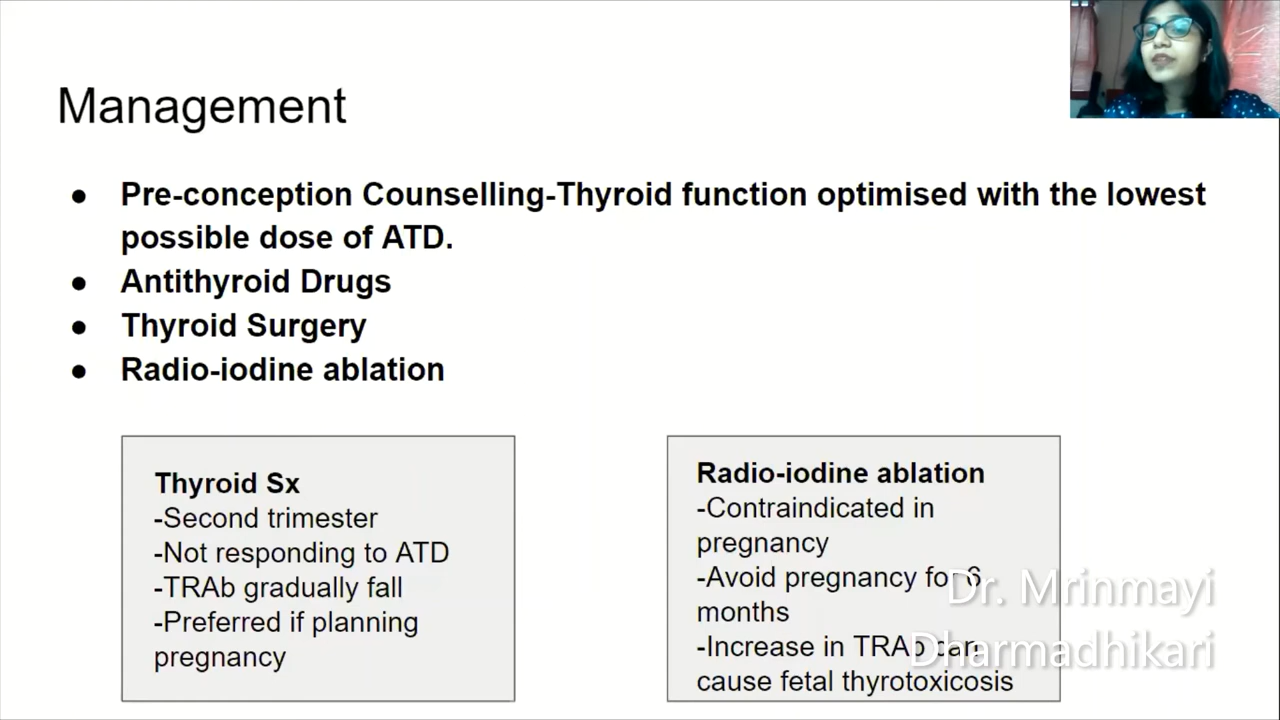 Management
● Pre-conception Counselling-Thyroid function optimised with the lowest
possible dose of ATD.
● Antithyroid Drugs
● Thyroid Surgery
● Radio-iodine ablation
Thyroid Sx
-Second trimester
-Not responding to ATD
-TRAb gradually fall
-Preferred if planning
pregnancy
Radio-iodine ablation
-Contraindicated in
pregnancy
-Avoid pregnancy for 6
months
-Increase in TRAb can
cause fetal thyrotoxicosis
Dr. Mrinmayi
Dharmadhikari